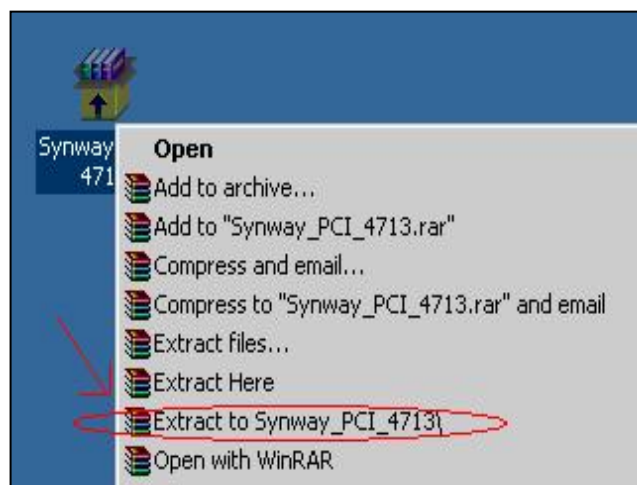 Synway
471
Open
Add to archive...
Add to "Synway_PCI_4713.rar"
Compress and email...
Compress to "Synway_PCI_4713.rar" and email
Extract files...
Extract Here
Extract to Synway_PCI_4713\
Open with WinRAR